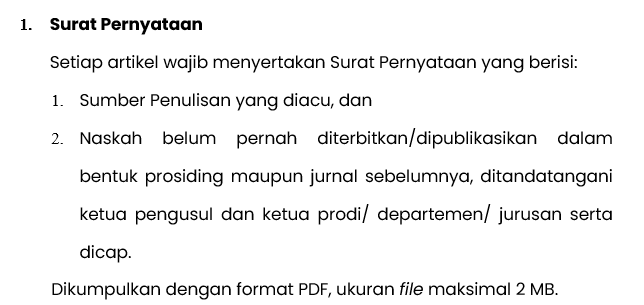 1. Surat Pernyataan
Setiap artikel wajib menyertakan Surat Pernyataan yang berisi:
1. Sumber Penulisan yang diacu, dan
2. Naskah belum pernah diterbitkan/dipublikasikan dalam
bentuk prosiding maupun jurnal sebelumnya, ditandatangani
ketua pengusul dan ketua prodi/ departemen/ jurusan serta
dicap.
Dikumpulkan dengan format PDF, ukuran file maksimal 2 MB.